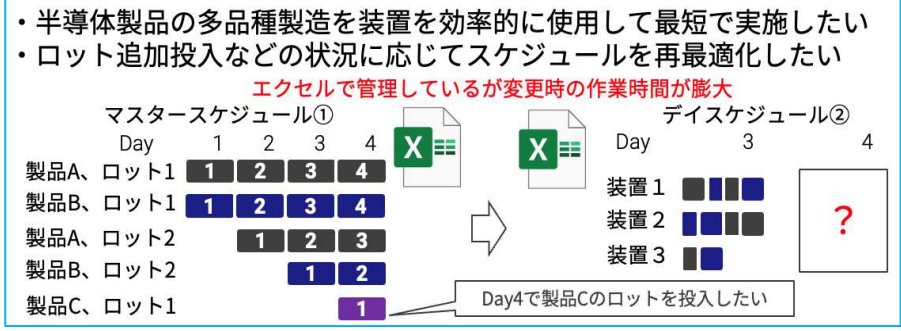 ・半導体製品の多品種製造を装置を効率的に使用して最短で実施したい
・ロット追加投入などの状況に応じてスケジュールを再最適化したい
エクセルで管理しているが変更時の作業時間が膨大
マスタースケジュール①
Day 1 2 3 4
製品A、ロット1 1 2 3 4
製品B、ロット1 1 2 3 4
製品A、ロット2 1 2 3
製品B、ロット2 1 2
製品C、ロット1 1
X
X
デイスケジュール②
Day 3 4
装置1
装置2
装置3
?
Day4で製品Cのロットを投入したい